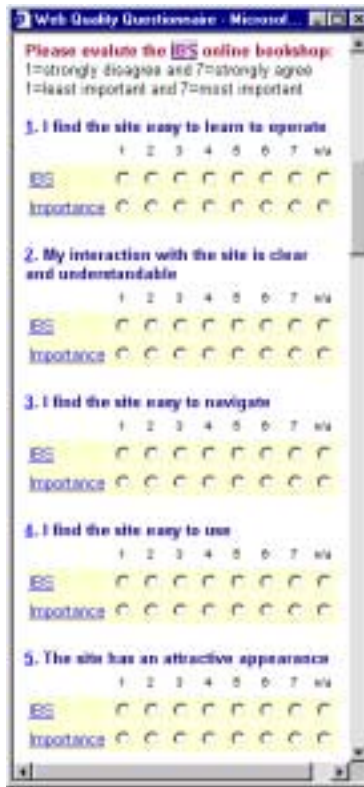 Web Quality Questionnaire - Microsof...
Please evalute the IBS online bookshop:
1=strongly disagree and 7=strongly agree
1=least important and 7=most important
1. I find the site easy to learn to operate
1 2 3 4 5 6 7 n/a
IBS
Importance
2. My interaction with the site is clear
and understandable
1 2 3 4 5 6 7 n/a
IBS
Importance
3. I find the site easy to navigate
1 2 3 4 5 6 7 n/a
IBS
Importance
4. I find the site easy to use
1 2 3 4 5 6 7 n/a
IBS
Importance
5. The site has an attractive appearance
1 2 3 4 5 6 7 n/a
IBS
Importance